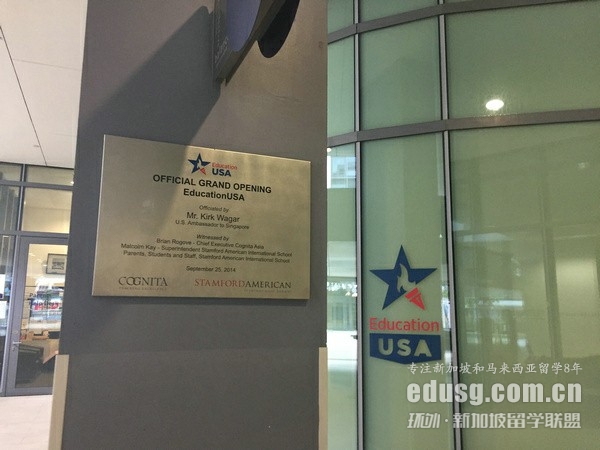 Education
USA
OFFICIAL GRAND OPENING
EducationUSA
Officiated by
Mr. Kirk Wagar
U.S. Ambassador to Singapore
Witnessed by
Brian Rogove - Chief Executive Cognita Asia
Malcolm Kay - Superintendent Stamford American International School
Parents, Students and Staff, Stamford American International School
September 25, 2014
COGNITA
STAMFORDAMERICAN
Education
USA
专注新加坡和马来西亚留学8年
edusg.com.cn
环外·新加坡留学联盟